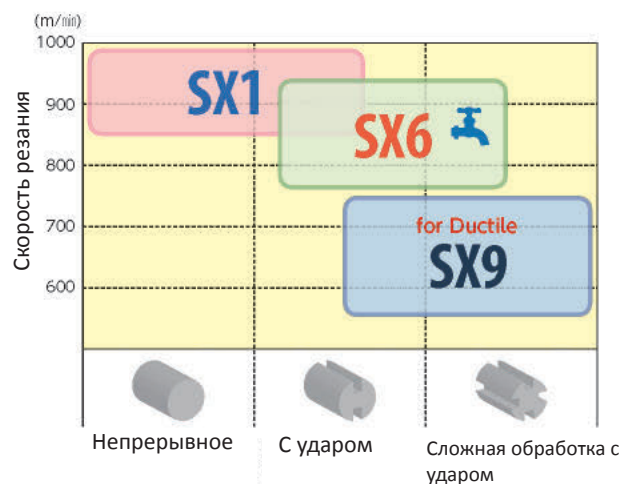 (m/min)
1000
SX1
900
SX6
Скорость резания
800
700
for Ductile
SX9
600
Непрерывное
С ударом
Сложная обработка с
ударом